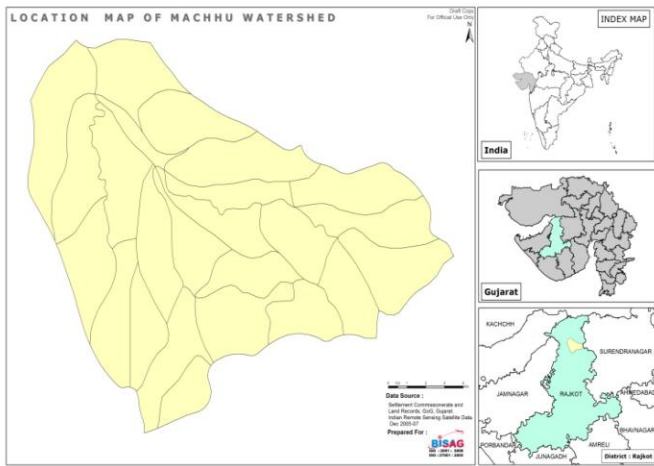 LOCATION MAP OF MACHHU WATERSHED
Draft Copy
For Official Use Only
N
INDEX MAP
India
Gujarat
KACHCHH
SURENDRANAGAR
JAMNAGAR
RAJKOT
AHMEDABAD
BHAVNAGAR
PORBANDAR
AMRELI
JUNAGADH
District : Rajkot
Data Source :
Settlement Commissionerate and
Land Records, GoG, Gujarat
Indian Remote Sensing Satellite Data
Dec 2005-07
Prepared For :
BISAG